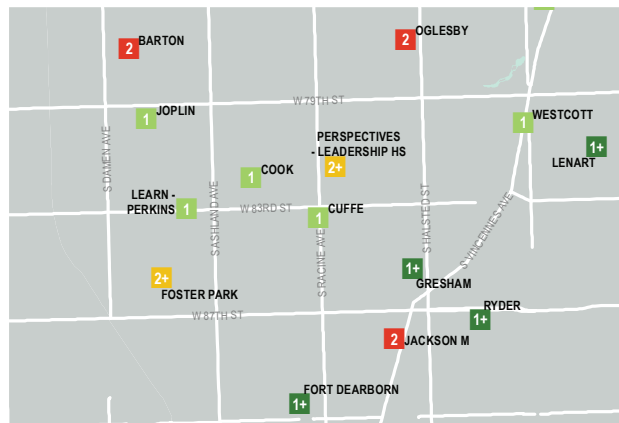 OGLESBY
2
BARTON
2
W 79TH ST
JOPLIN
1
WESTCOTT
1
S DAMEN AVE
PERSPECTIVES
- LEADERSHIP HS
2+
LENART
1+
COOK
1
S ASHLAND AVE
LEARN -
PERKINS
1
W 83RD ST
CUFFE
1
S HALSTED ST
S VINCENNES AVE
S RACINE AVE
2+
FOSTER PARK
1+
GRESHAM
W 87TH ST
RYDER
1+
2
JACKSON M
FORT DEARBORN
1+